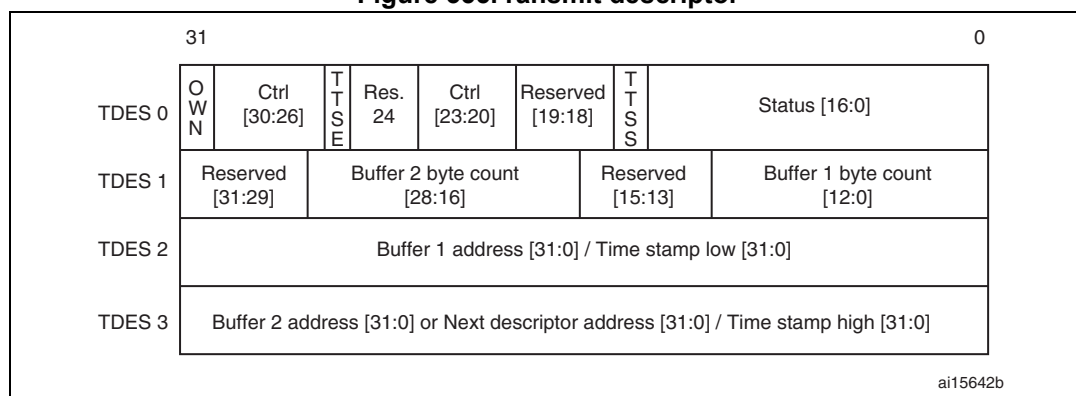 31 0
TDES 0 OWN Ctrl [30:26] TTSE Res. 24 Ctrl [23:20] Reserved [19:18] TTSS Status [16:0]
TDES 1 Reserved [31:29] Buffer 2 byte count [28:16] Reserved [15:13] Buffer 1 byte count [12:0]
TDES 2 Buffer 1 address [31:0] / Time stamp low [31:0]
TDES 3 Buffer 2 address [31:0] or Next descriptor address [31:0] / Time stamp high [31:0]
ai15642b